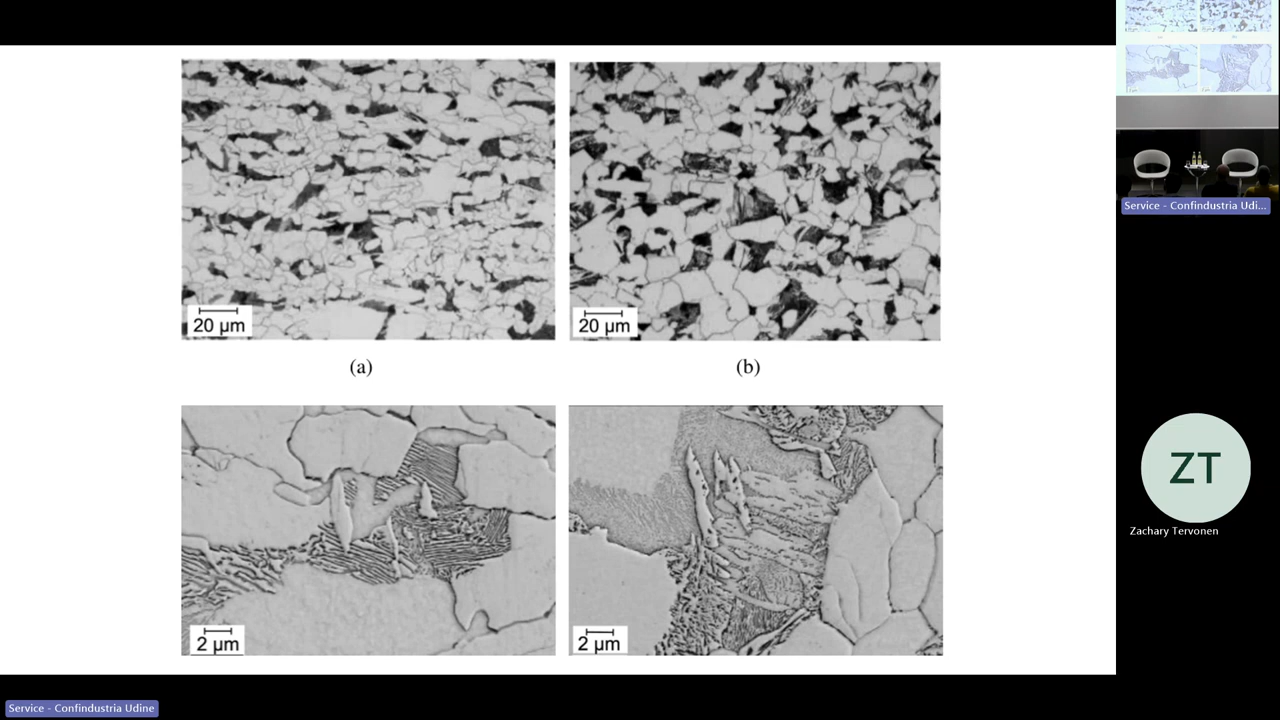 20 µm
20 µm
(a)
(b)
2 µm
2 µm
Service - Confindustria Udi...
ZT
Zachary Tervonen
Service - Confindustria Udine